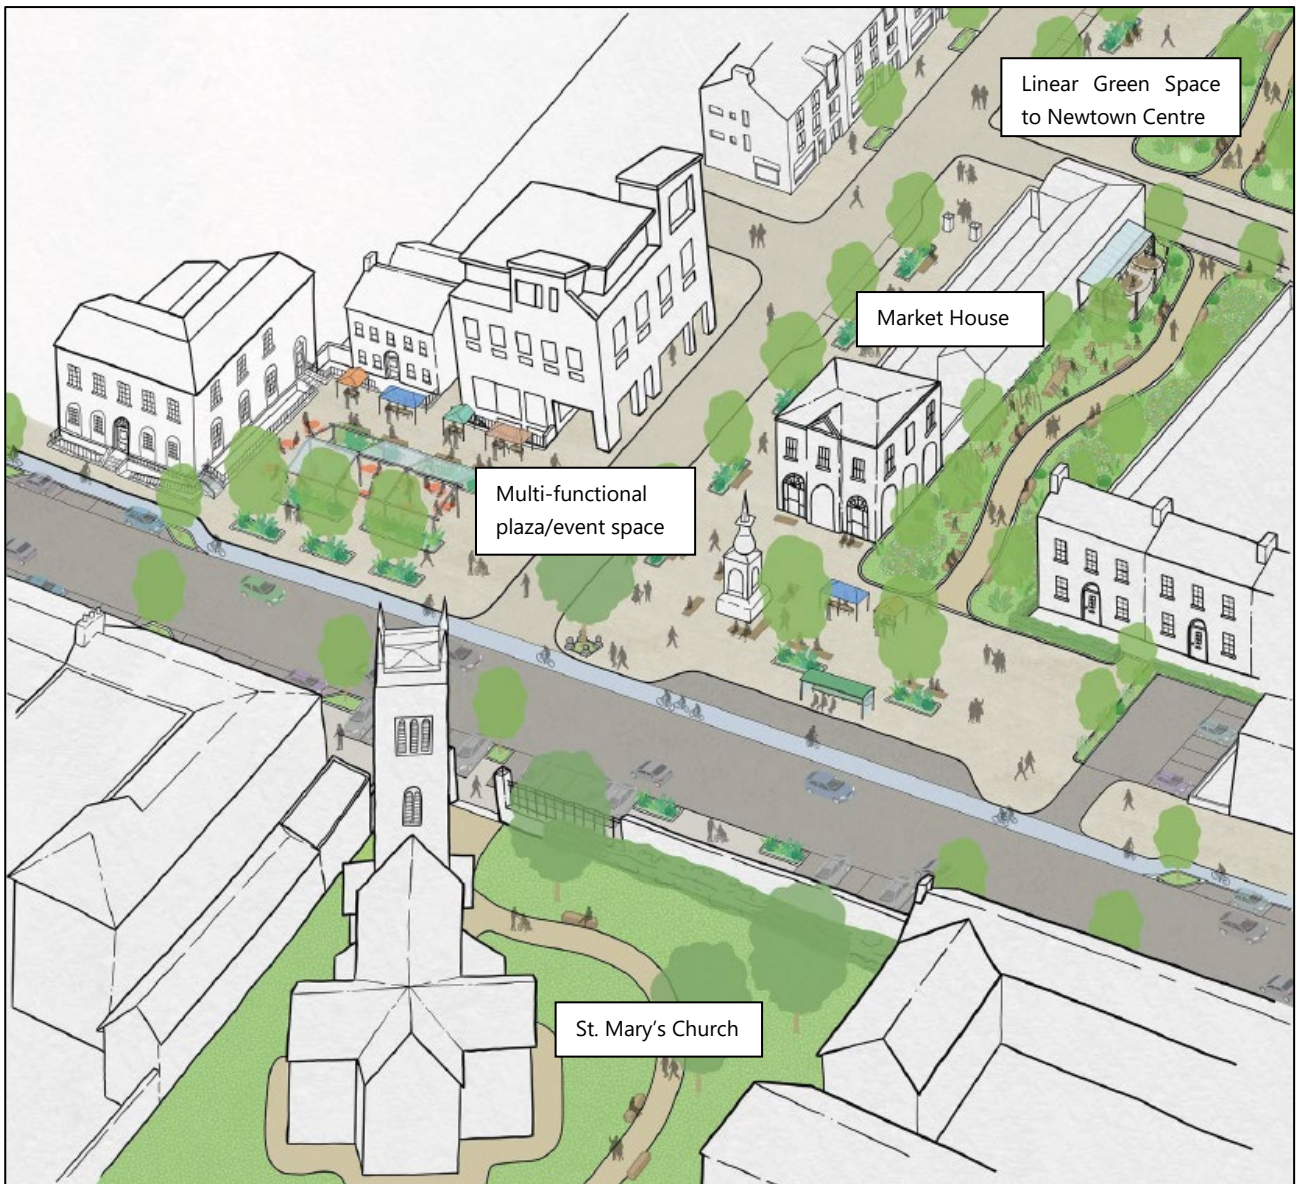 Linear Green Space
to Newtown Centre
Market House
Multi-functional
plaza/event space
St. Mary's Church